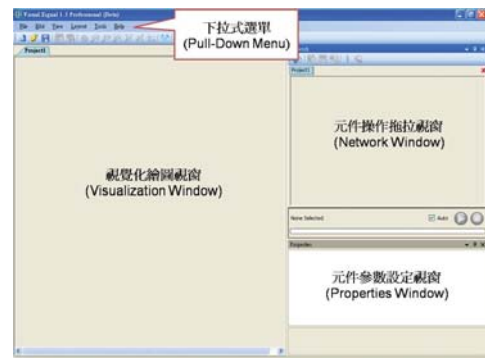 Visual Signal 1.3 Professional (Beta)
File Edit View Layout Tools Help
下拉式選單
(Pull-Down Menu)
Project1
Project1
元件操作拖拉視窗
(Network Window)
視覺化繪圖視窗
(Visualization Window)
None Selected
Auto
Properties
元件參數設定視窗
(Properties Window)